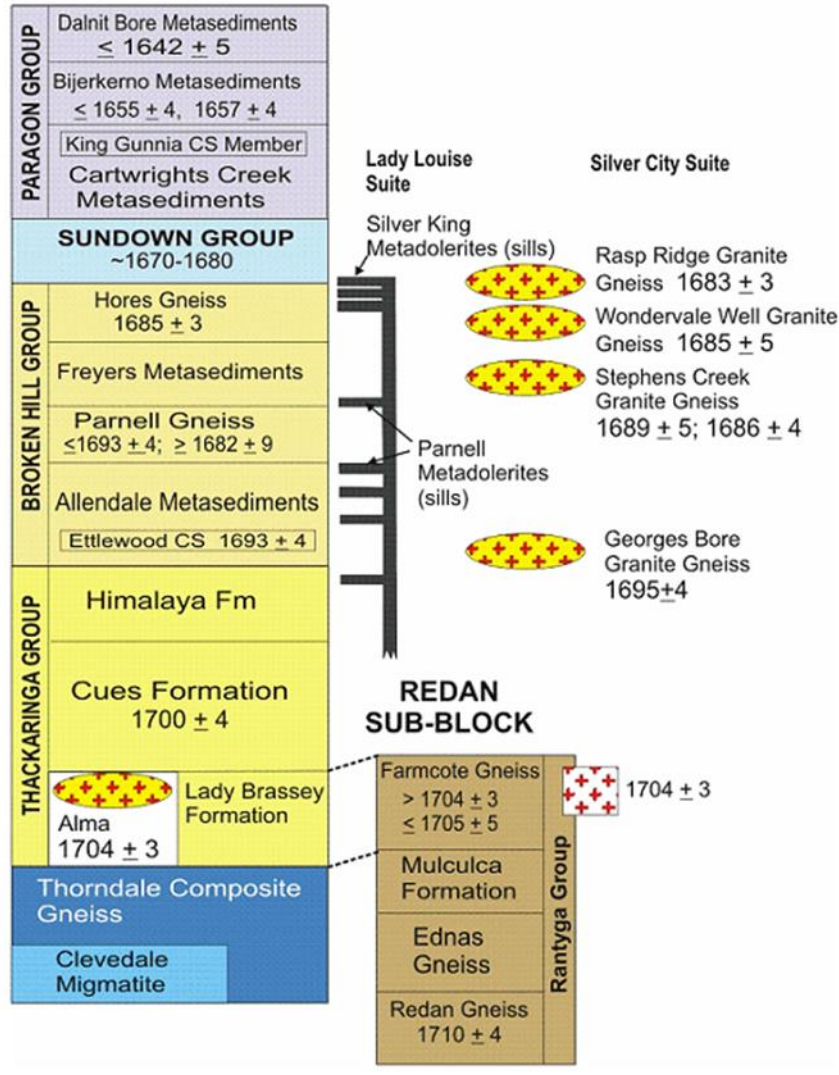 PARAGON GROUP
Dalnit Bore Metasediments
≤ 1642 ± 5
Bijerkerno Metasediments
≤ 1655 ± 4, 1657 ± 4
King Gunnia CS Member
Cartwrights Creek
Metasediments
SUNDOWN GROUP
~1670-1680
BROKEN HILL GROUP
Hores Gneiss
1685 ± 3
Freyers Metasediments
Parnell Gneiss
≤1693 ± 4; ≥ 1682 ± 9
Allendale Metasediments
Ettlewood CS 1693 ± 4
THACKARINGA GROUP
Himalaya Fm
Cues Formation
1700 ± 4
Lady Brassey
Formation
Alma
1704 ± 3
Thorndale Composite
Gneiss
Clevedale
Migmatite
Lady Louise
Suite
Silver King
Metadolerites (sills)
Parnell
Metadolerites
(sills)
Silver City Suite
Rasp Ridge Granite
Gneiss 1683 ± 3
Wondervale Well Granite
Gneiss 1685 ± 5
Stephens Creek
Granite Gneiss
1689 ± 5; 1686 ± 4
Georges Bore
Granite Gneiss
1695±4
REDAN
SUB-BLOCK
Farmcote Gneiss
> 1704 ± 3
≤ 1705 ± 5
Mulculca
Formation
Ednas
Gneiss
Redan Gneiss
1710 ± 4
Rantyga Group
1704 ± 3